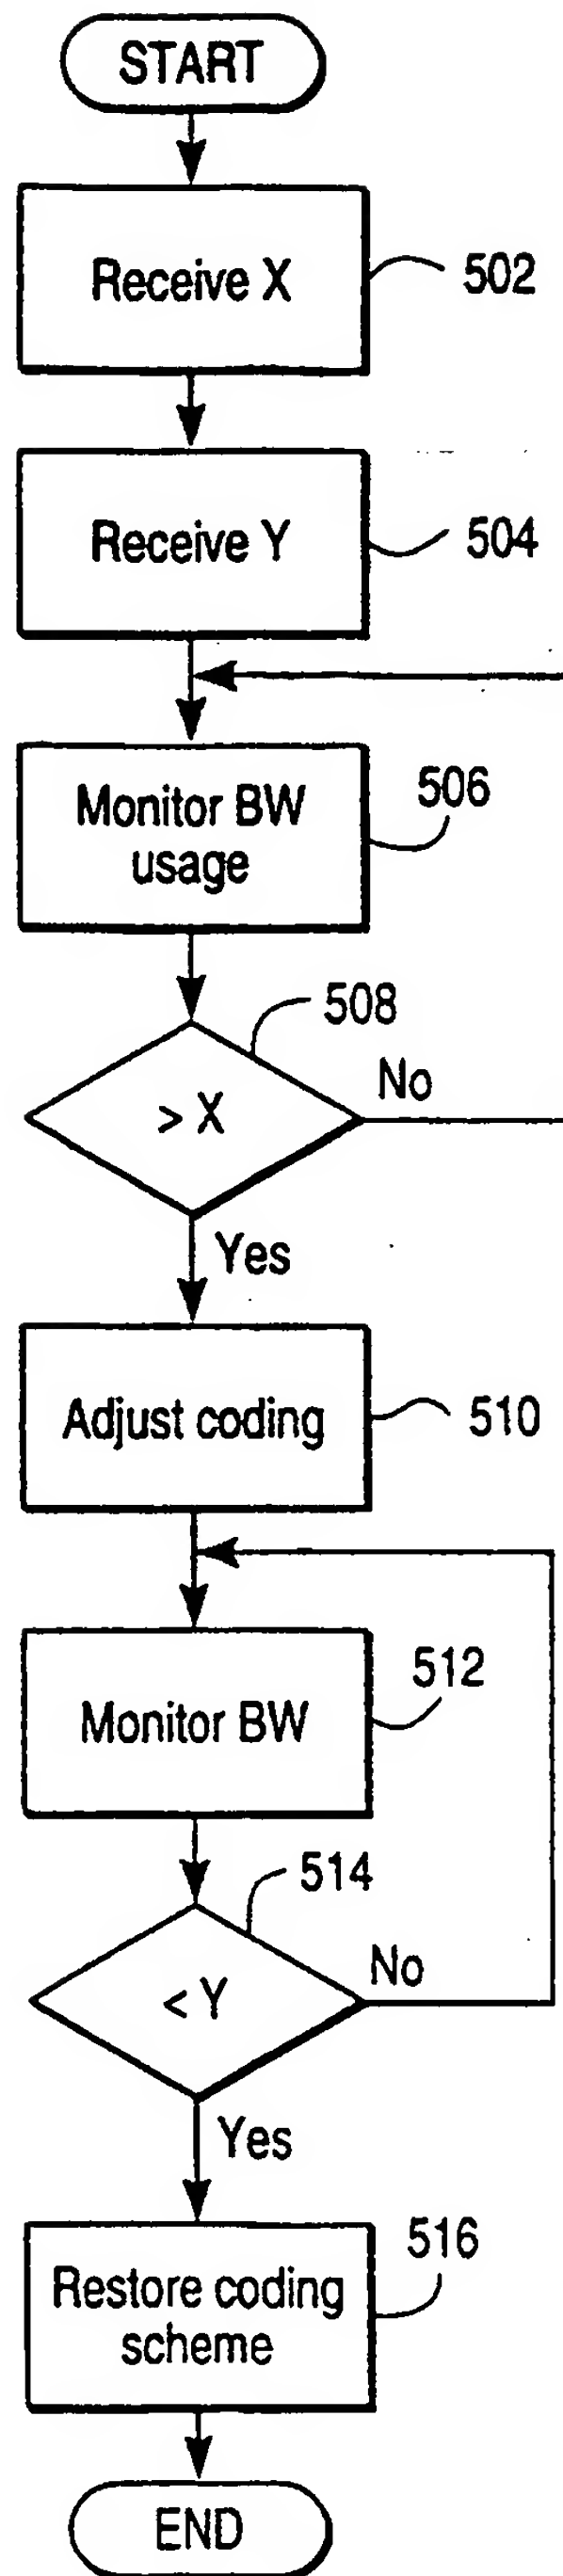 START
Receive X
502
Receive Y
504
Monitor BW
usage
506
508
> X
No
Yes
Adjust coding
510
Monitor BW
512
514
< Y
No
Yes
Restore coding
scheme
516
END